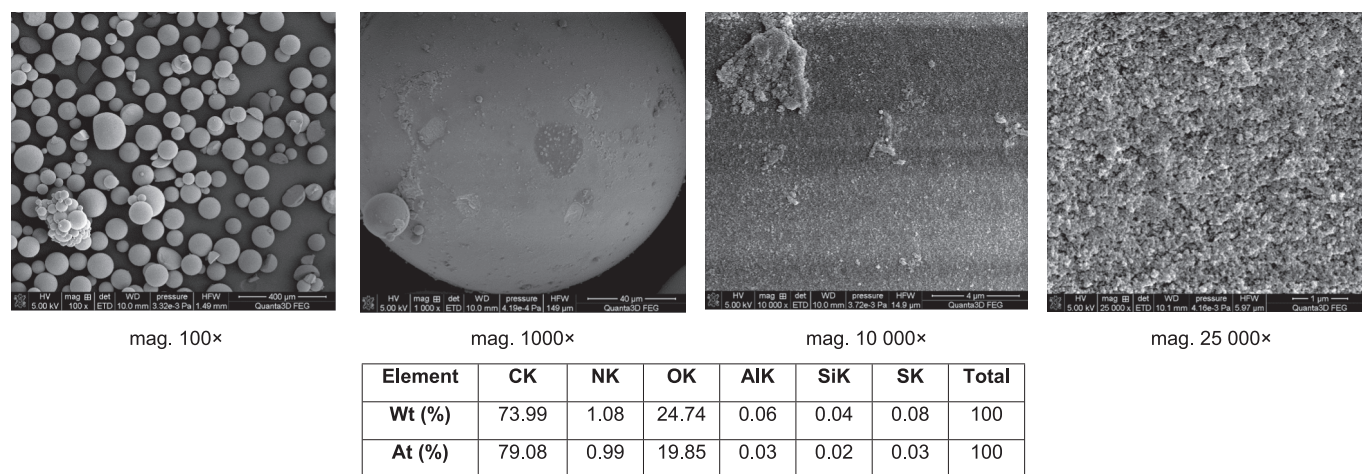 HV mag det WD pressure HFW 400 µm
5.00 kV 100 x ETD 10.0 mm 3.32e-3 Pa 1.49 mm Quanta3D FEG
HV mag det WD pressure HFW 40 µm
5.00 kV 1 000 x ETD 10.0 mm 4.19e-4 Pa 149 µm Quanta3D FEG
HV mag det WD pressure HFW 4 µm
5.00 kV 10 000 x ETD 10.0 mm 3.72e-3 Pa 14.9 µm Quanta3D FEG
HV mag det WD pressure HFW 1 µm
5.00 kV 25 000 x ETD 10.1 mm 4.16e-3 Pa 5.97 µm Quanta3D FEG
mag. 100× mag. 1000× mag. 10 000× mag. 25 000×
Element CK NK OK AlK SiK SK Total
Wt (%) 73.99 1.08 24.74 0.06 0.04 0.08 100
At (%) 79.08 0.99 19.85 0.03 0.02 0.03 100